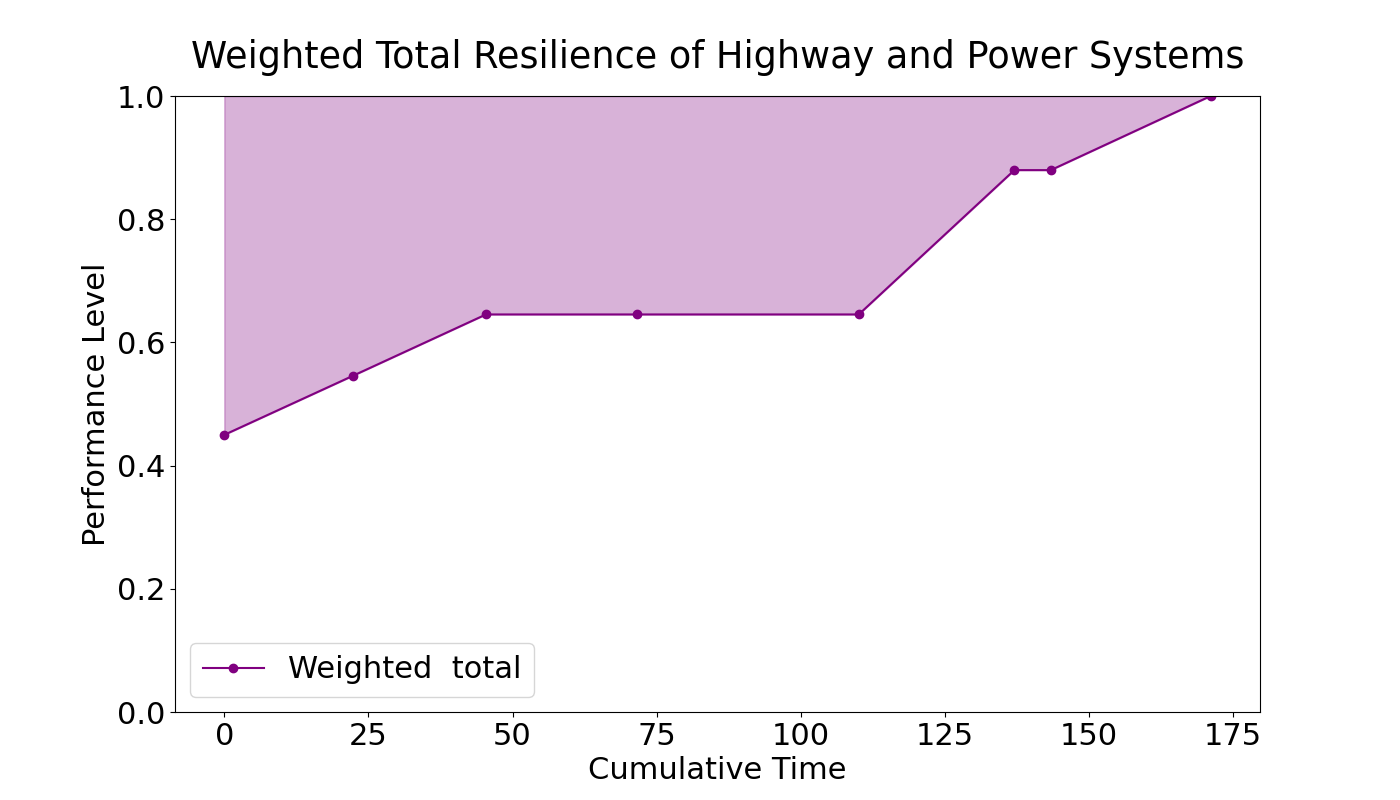 Weighted Total Resilience of Highway and Power Systems
1.0
0.8
0.6
0.4
0.2
0.0
Performance Level
Weighted  total
0 25 50 75 100 125 150 175
Cumulative Time